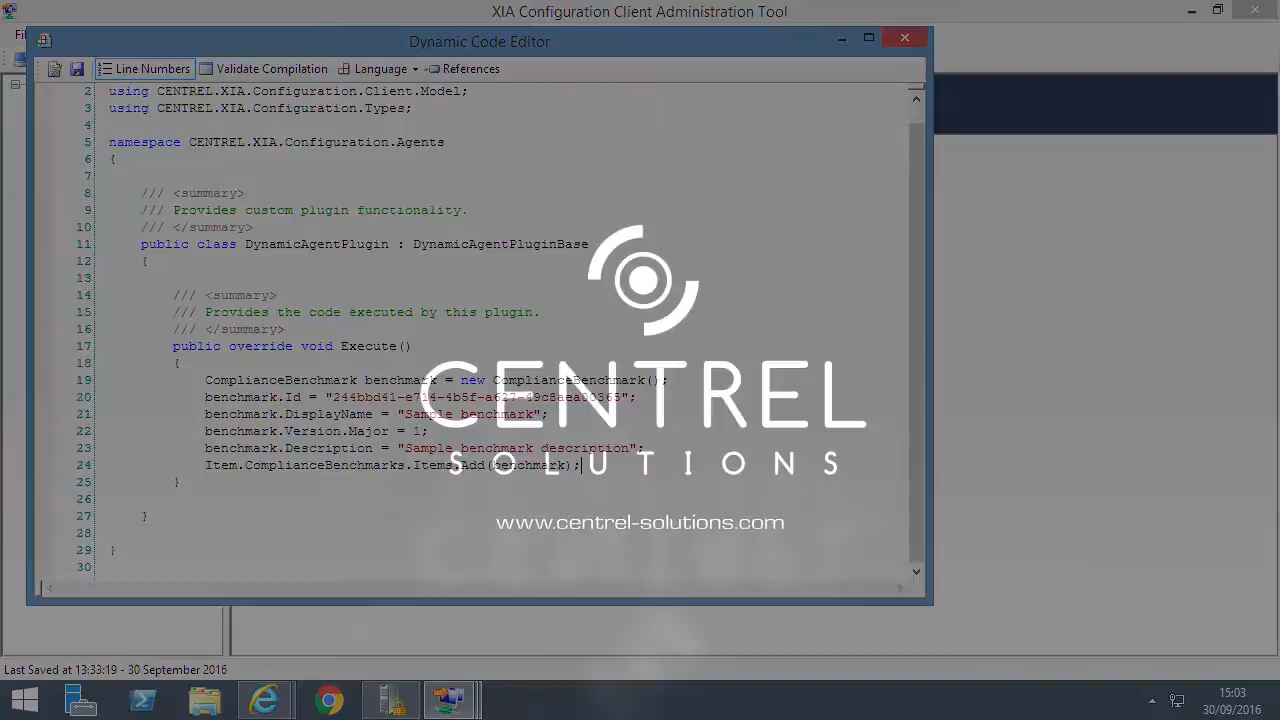 XIA Configuration Client Administration Tool
Fi
Dynamic Code Editor
Line Numbers Validate Compilation Language References
2 using CENTREL.XIA.Configuration.Client.Model;
3 using CENTREL.XIA.Configuration.Types;
4
5 namespace CENTREL.XIA.Configuration.Agents
6 {
7
8 /// <summary>
9 /// Provides custom plugin functionality.
10 /// </summary>
11 public class DynamicAgentPlugin : DynamicAgentPluginBase
12 {
13
14 /// <summary>
15 /// Provides the code executed by this plugin.
16 /// </summary>
17 public override void Execute()
18 {
19 ComplianceBenchmark benchmark = new ComplianceBenchmark();
20 benchmark.Id = "244bbd41-e714-4b5f-a627-49c8aea00365";
21 benchmark.DisplayName = "Sample benchmark";
22 benchmark.Version.Major = 1;
23 benchmark.Description = "Sample benchmark description";
24 Item.ComplianceBenchmarks.Items.Add(benchmark);
25 }
26
27 }
28
29 }
30
CENTREL
SOLUTIONS
www.centrel-solutions.com
Last Saved at 13:33:19 - 30 September 2016
15:03
30/09/2016